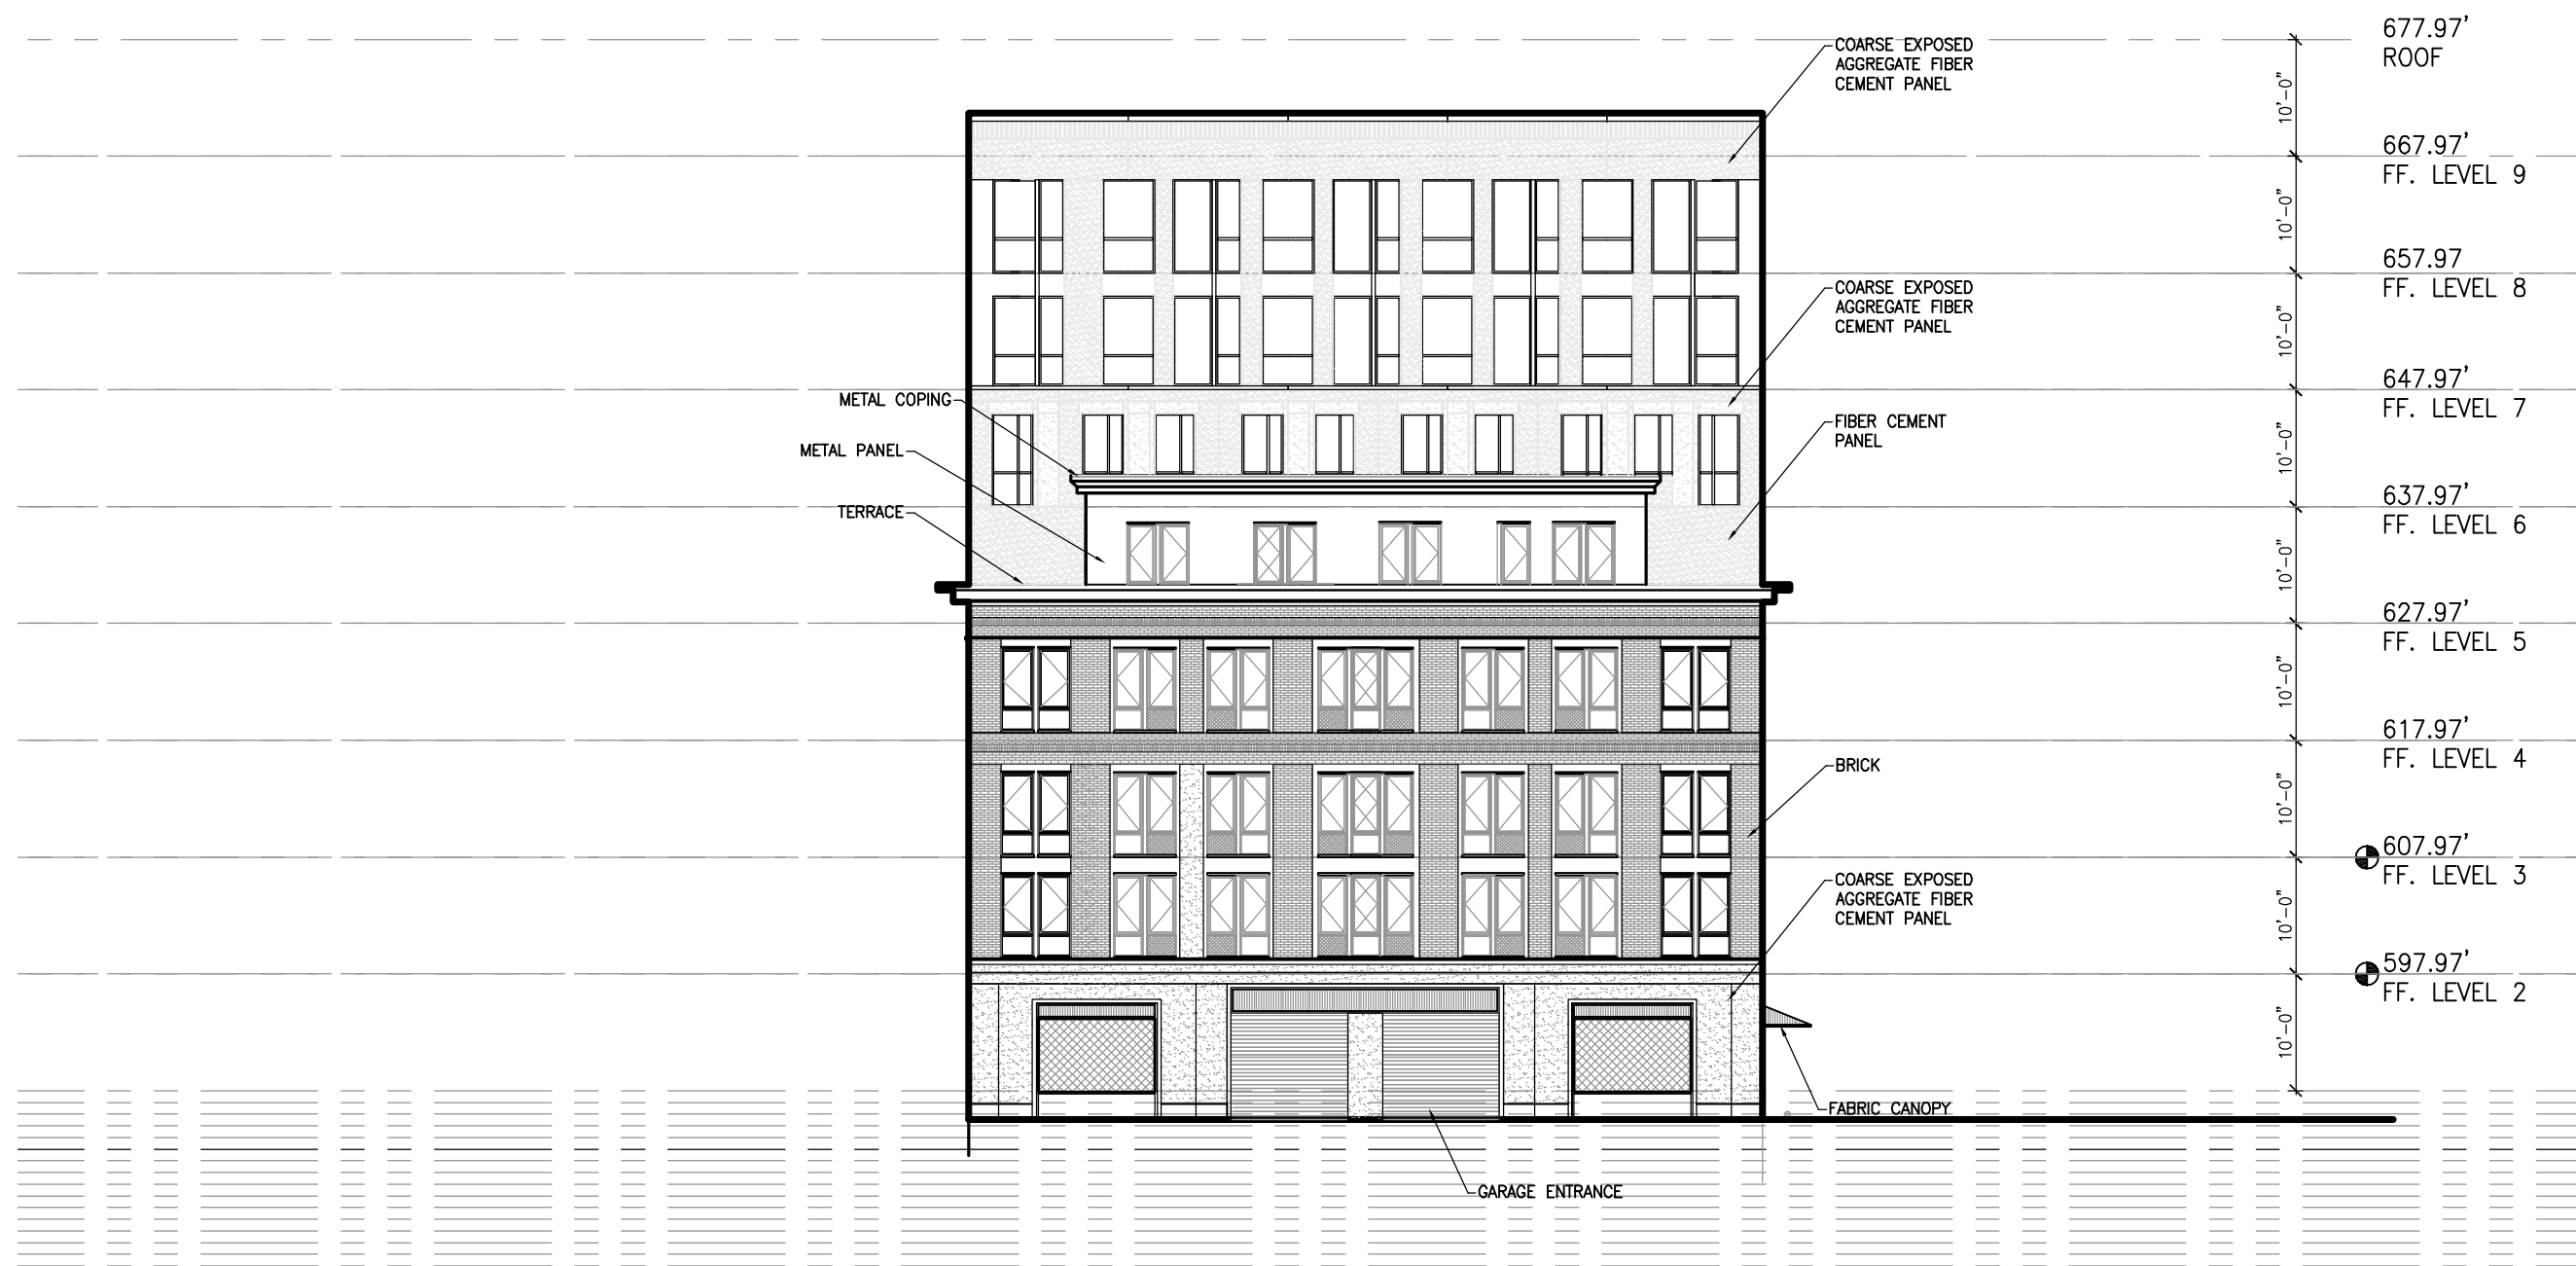 677.97'
ROOF
COARSE EXPOSED
AGGREGATE FIBER
CEMENT PANEL
10'-0"
667.97'
FF. LEVEL 9
10'-0"
657.97
FF. LEVEL 8
COARSE EXPOSED
AGGREGATE FIBER
CEMENT PANEL
10'-0"
647.97'
FF. LEVEL 7
METAL COPING
FIBER CEMENT
PANEL
METAL PANEL
10'-0"
637.97'
FF. LEVEL 6
TERRACE
10'-0"
627.97'
FF. LEVEL 5
10'-0"
617.97'
FF. LEVEL 4
BRICK
10'-0"
607.97'
FF. LEVEL 3
COARSE EXPOSED
AGGREGATE FIBER
CEMENT PANEL
10'-0"
597.97'
FF. LEVEL 2
10'-0"
FABRIC CANOPY
GARAGE ENTRANCE